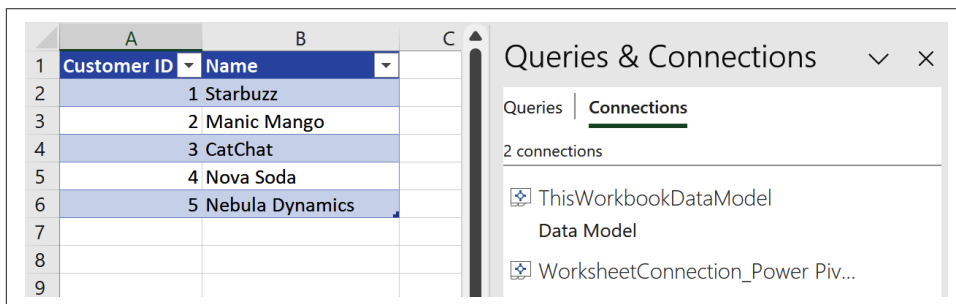 A B C
1 Customer ID Name
2 1 Starbuzz
3 2 Manic Mango
4 3 CatChat
5 4 Nova Soda
6 5 Nebula Dynamics
7
8
9
Queries & Connections
Queries Connections
2 connections
ThisWorkbookDataModel
Data Model
WorksheetConnection_Power Piv...